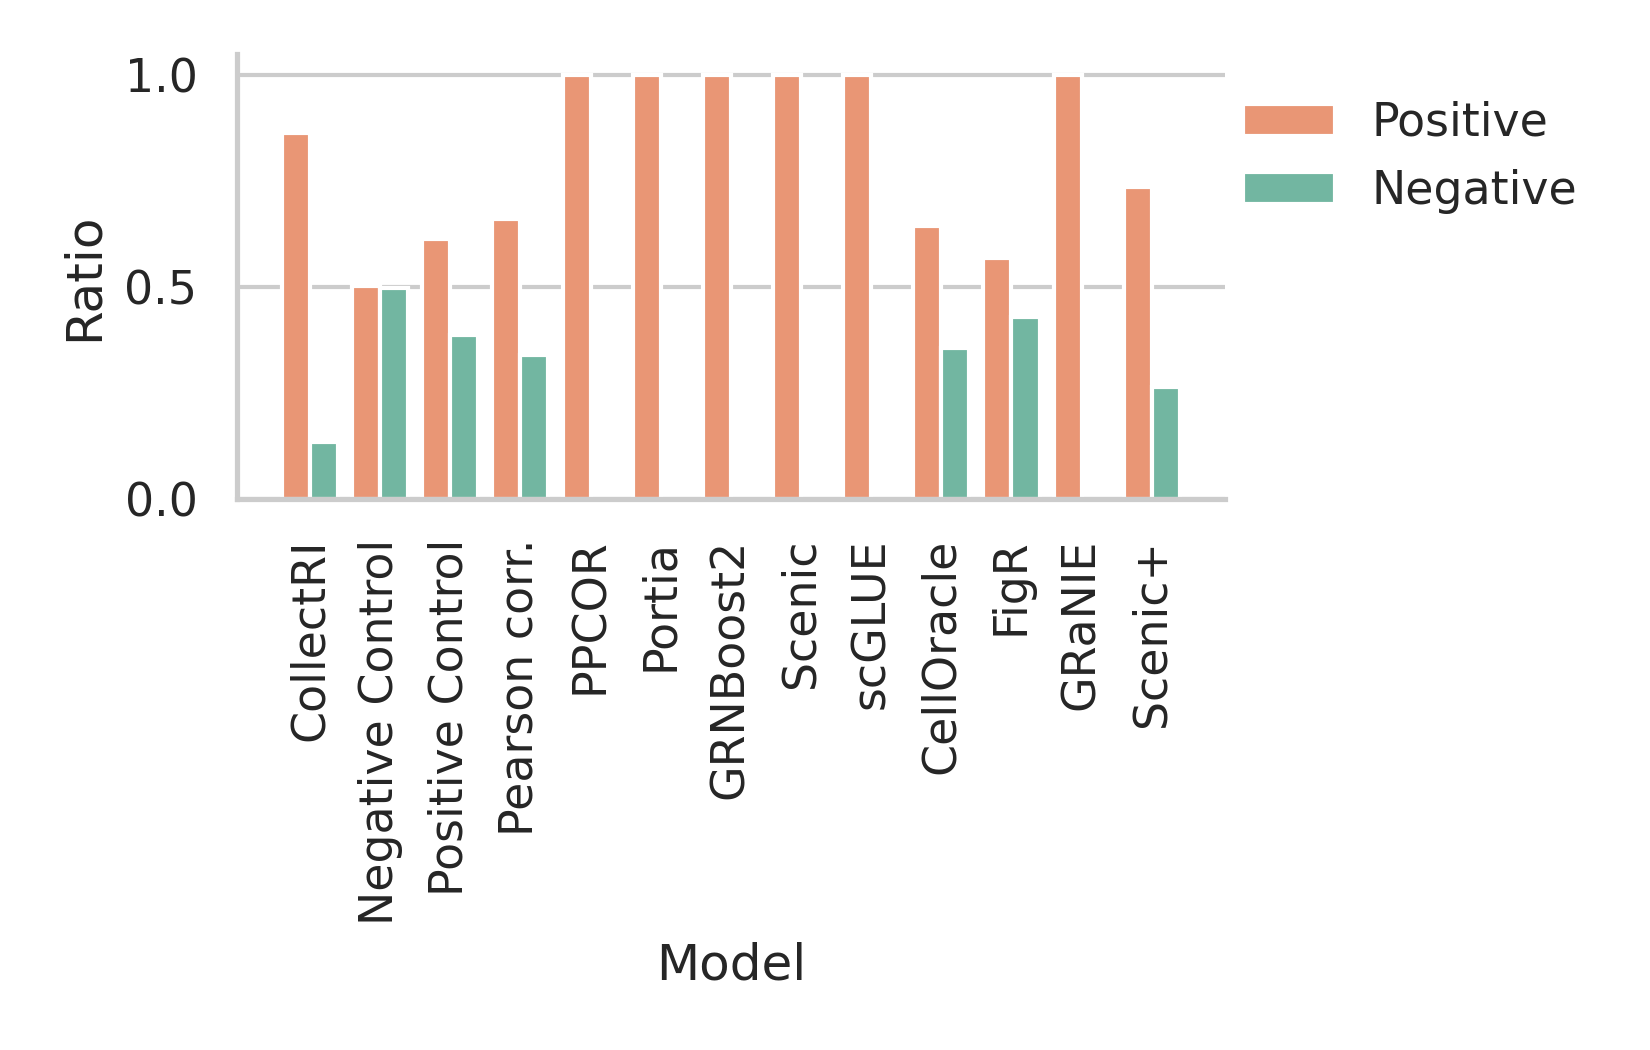 1.0
0.5
0.0
Ratio
Positive
Negative
CollectRI
Negative Control
Positive Control
Pearson corr.
PPCOR
Portia
GRNBoost2
Scenic
scGLUE
CellOracle
FigR
GRaNIE
Scenic+
Model